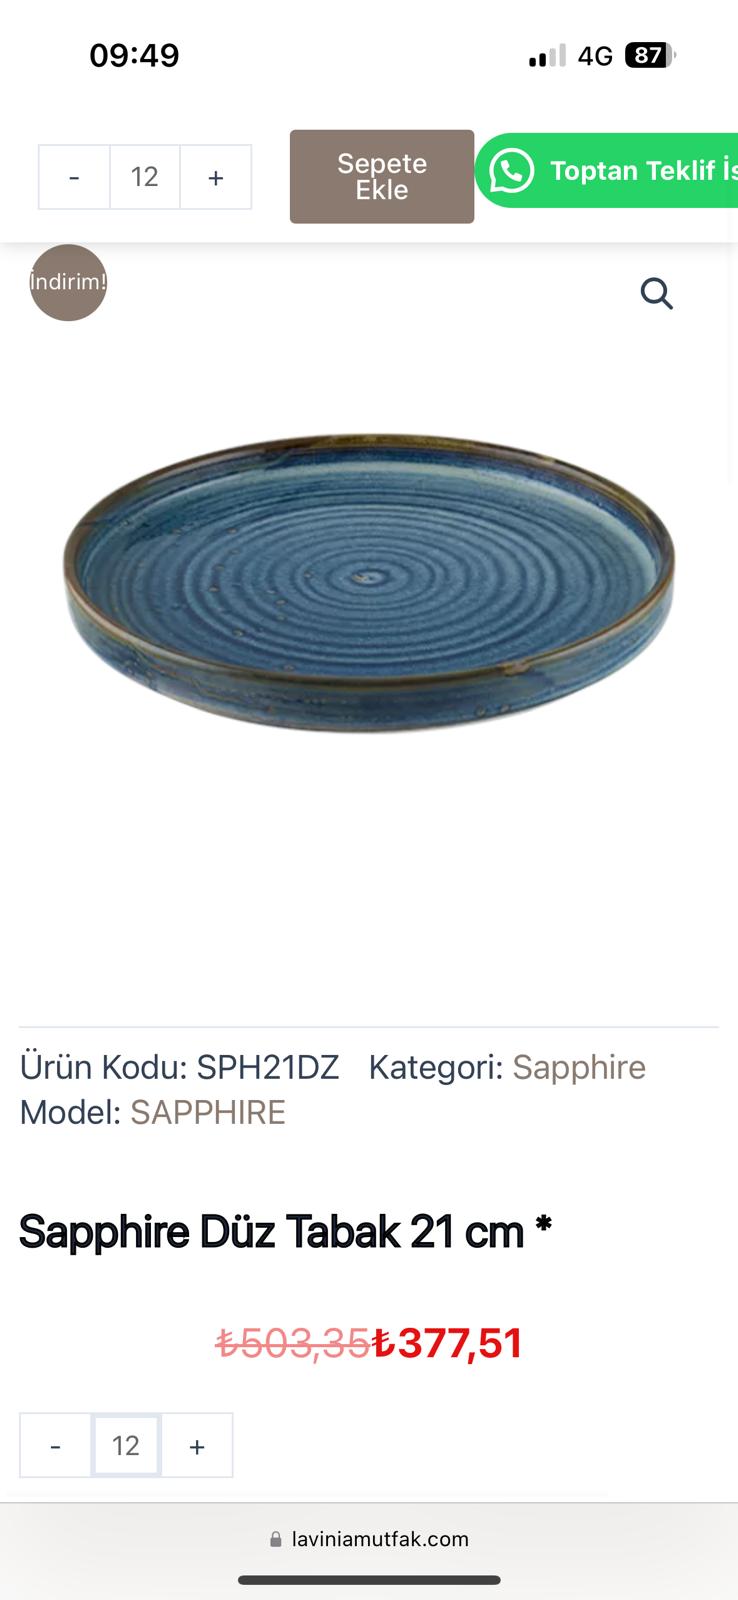 09:49
4G
87
- 12 +
Sepete
Ekle
Toptan Teklif İs
İndirim!
Ürün Kodu: SPH21DZ Kategori: Sapphire
Model: SAPPHIRE
Sapphire Düz Tabak 21 cm *
₺503,35₺377,51
- 12 +
laviniamutfak.com